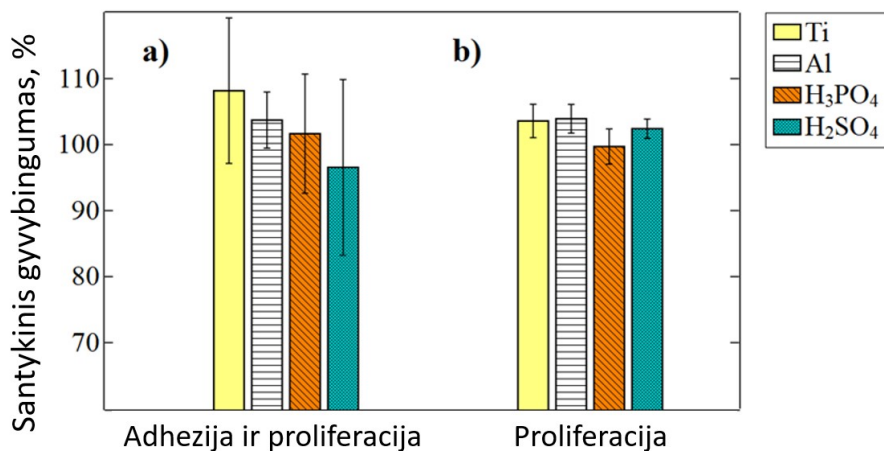 Santykinis gyvybingumas, %
110
100
90
80
70
a)
b)
Adhezija ir proliferacija
Proliferacija
Ti
Al
H₃PO₄
H₂SO₄